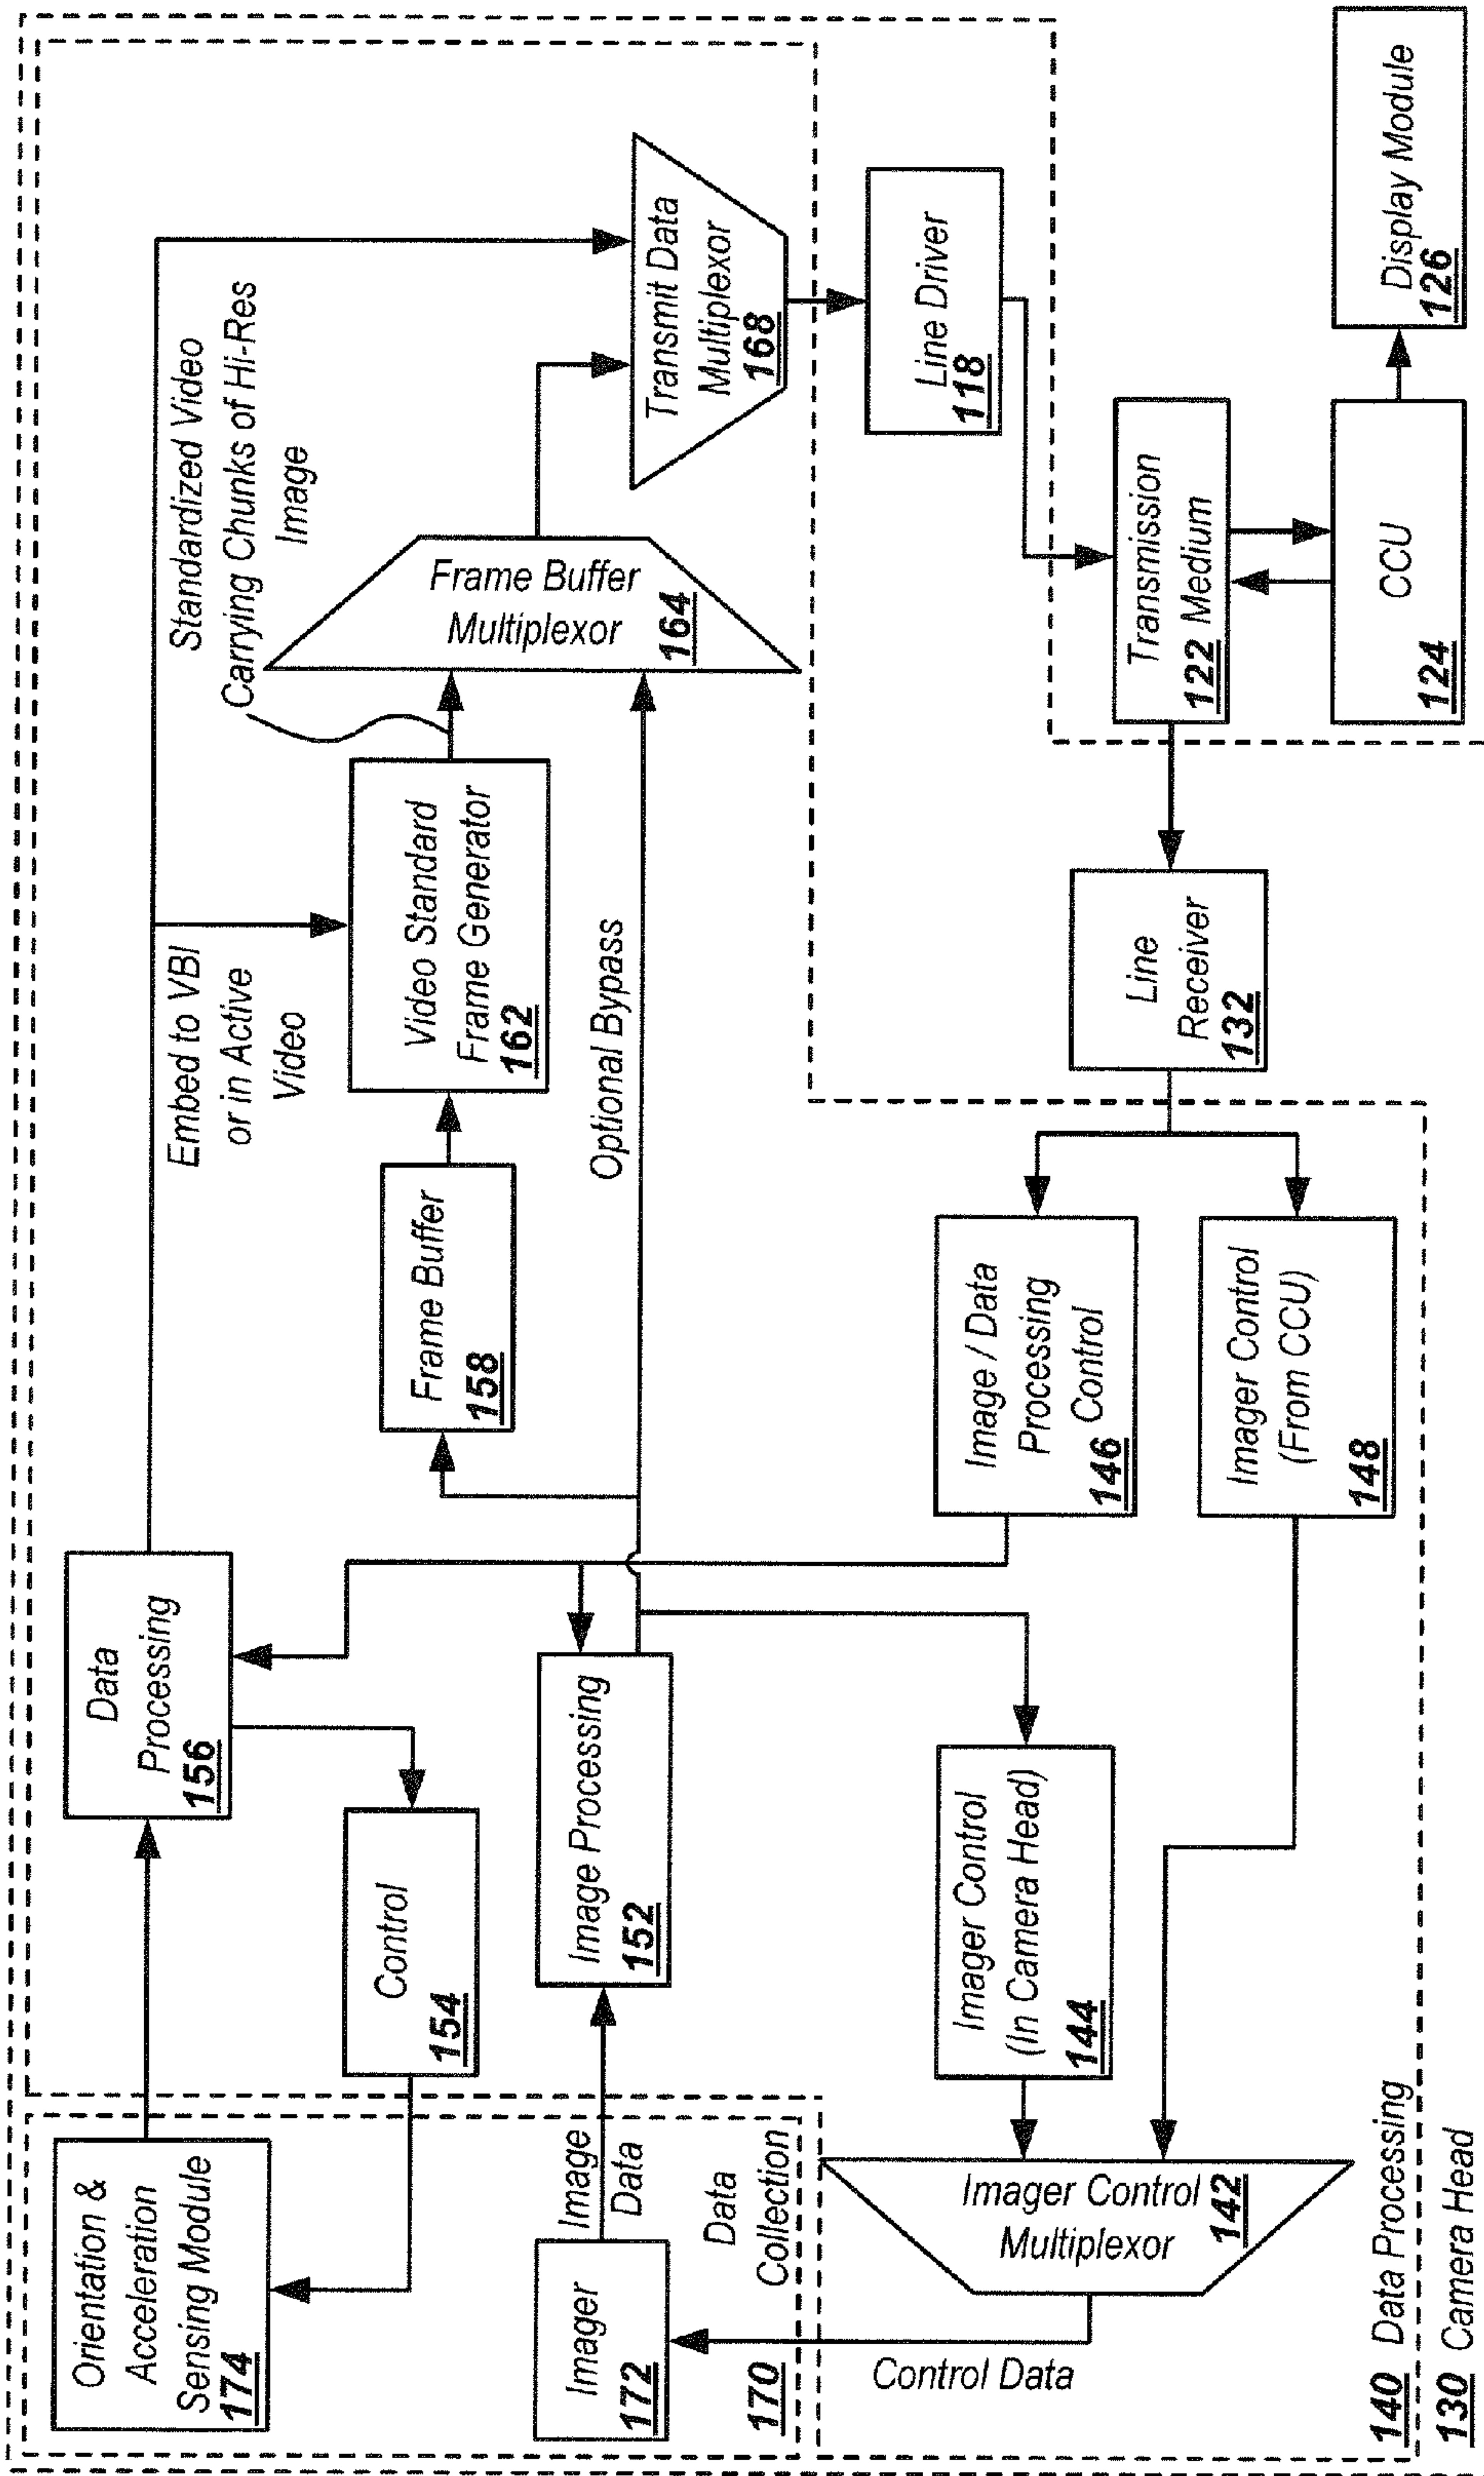 Orientation &
Acceleration
Sensing Module
174
Data
Processing
156
Embed to VBI
or in Active
Video
Standardized Video
Carrying Chunks of Hi-Res
Image
Control
154
Frame Buffer
158
Video Standard
Frame Generator
162
Frame Buffer
Multiplexor
164
Transmit Data
Multiplexor
168
Imager
172
Image
Data
Image Processing
152
Optional Bypass
Data
Collection
170
Line Driver
118
Control Data
Imager Control
142
Multiplexor
Imager Control
(In Camera Head)
144
Image / Data
Processing
146 Control
Imager Control
(From CCU)
148
Line
Receiver
132
Transmission
122 Medium
CCU
124
Display Module
126
140 Data Processing
130 Camera Head